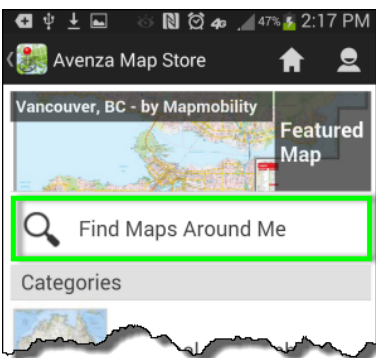 47% 2:17 PM
Avenza Map Store
Vancouver, BC - by Mapmobility
Featured
Map
Find Maps Around Me
Categories